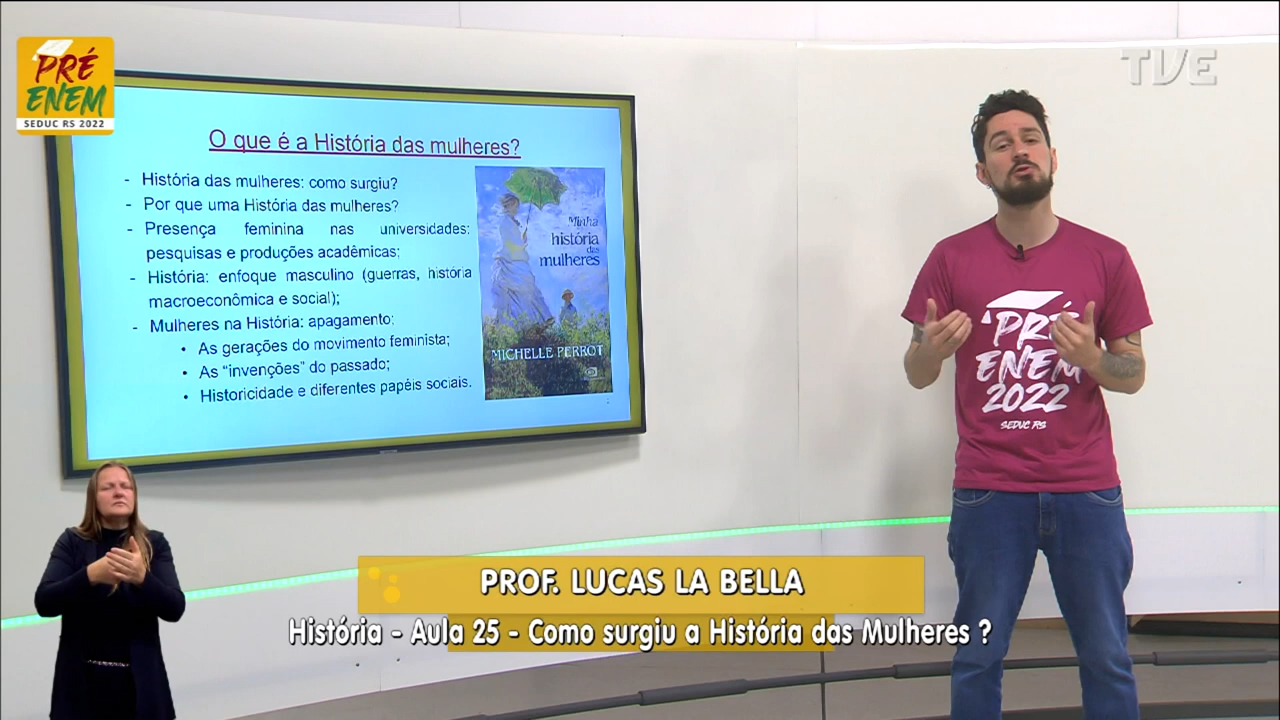 PRÉ
ENEM
SEDUC RS 2022
TVE
O que é a História das mulheres?
- História das mulheres: como surgiu?
- Por que uma História das mulheres?
- Presença feminina nas universidades:
pesquisas e produções acadêmicas;
- História: enfoque masculino (guerras, história
macroeconômica e social);
- Mulheres na História: apagamento:
• As gerações do movimento feminista;
• As “invenções” do passado;
• Historicidade e diferentes papéis sociais.
Minha
história
das
mulheres
MICHELLE PERROT
PRÉ
ENEM
2022
SEDUC RS
PROF. LUCAS LA BELLA
História - Aula 25 - Como surgiu a História das Mulheres ?